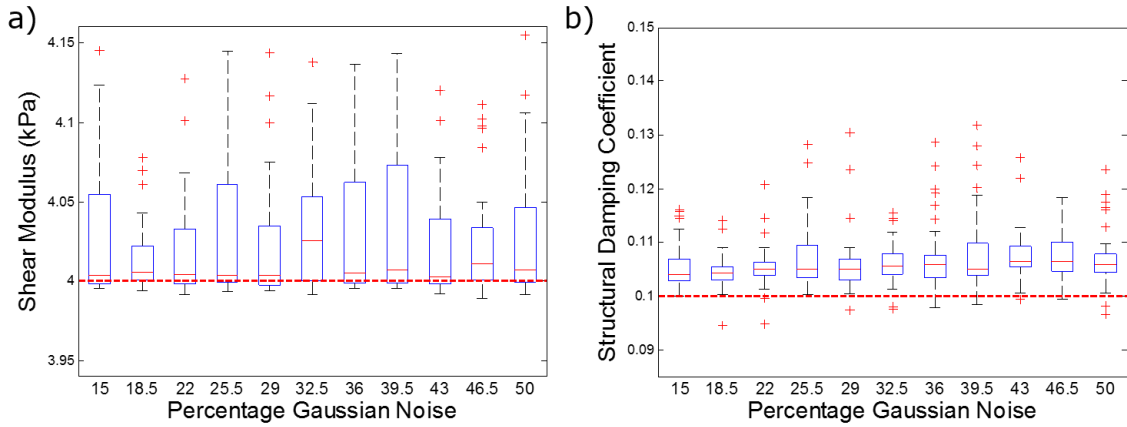 a)
Shear Modulus (kPa)
4.15
4.1
4.05
4
3.95
15 18.5 22 25.5 29 32.5 36 39.5 43 46.5 50
Percentage Gaussian Noise
b)
Structural Damping Coefficient
0.15
0.14
0.13
0.12
0.11
0.1
0.09
15 18.5 22 25.5 29 32.5 36 39.5 43 46.5 50
Percentage Gaussian Noise